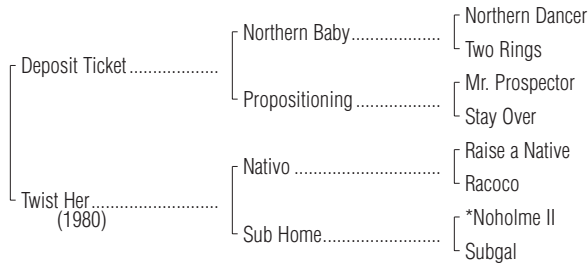 Northern Dancer
Northern Baby....................
Two Rings
Deposit Ticket....................
Mr. Prospector
Propositioning....................
Stay Over
Raise a Native
Nativo............................
Racoco
Twist Her.........................
(1980)
*Noholme II
Sub Home..........................
Subgal